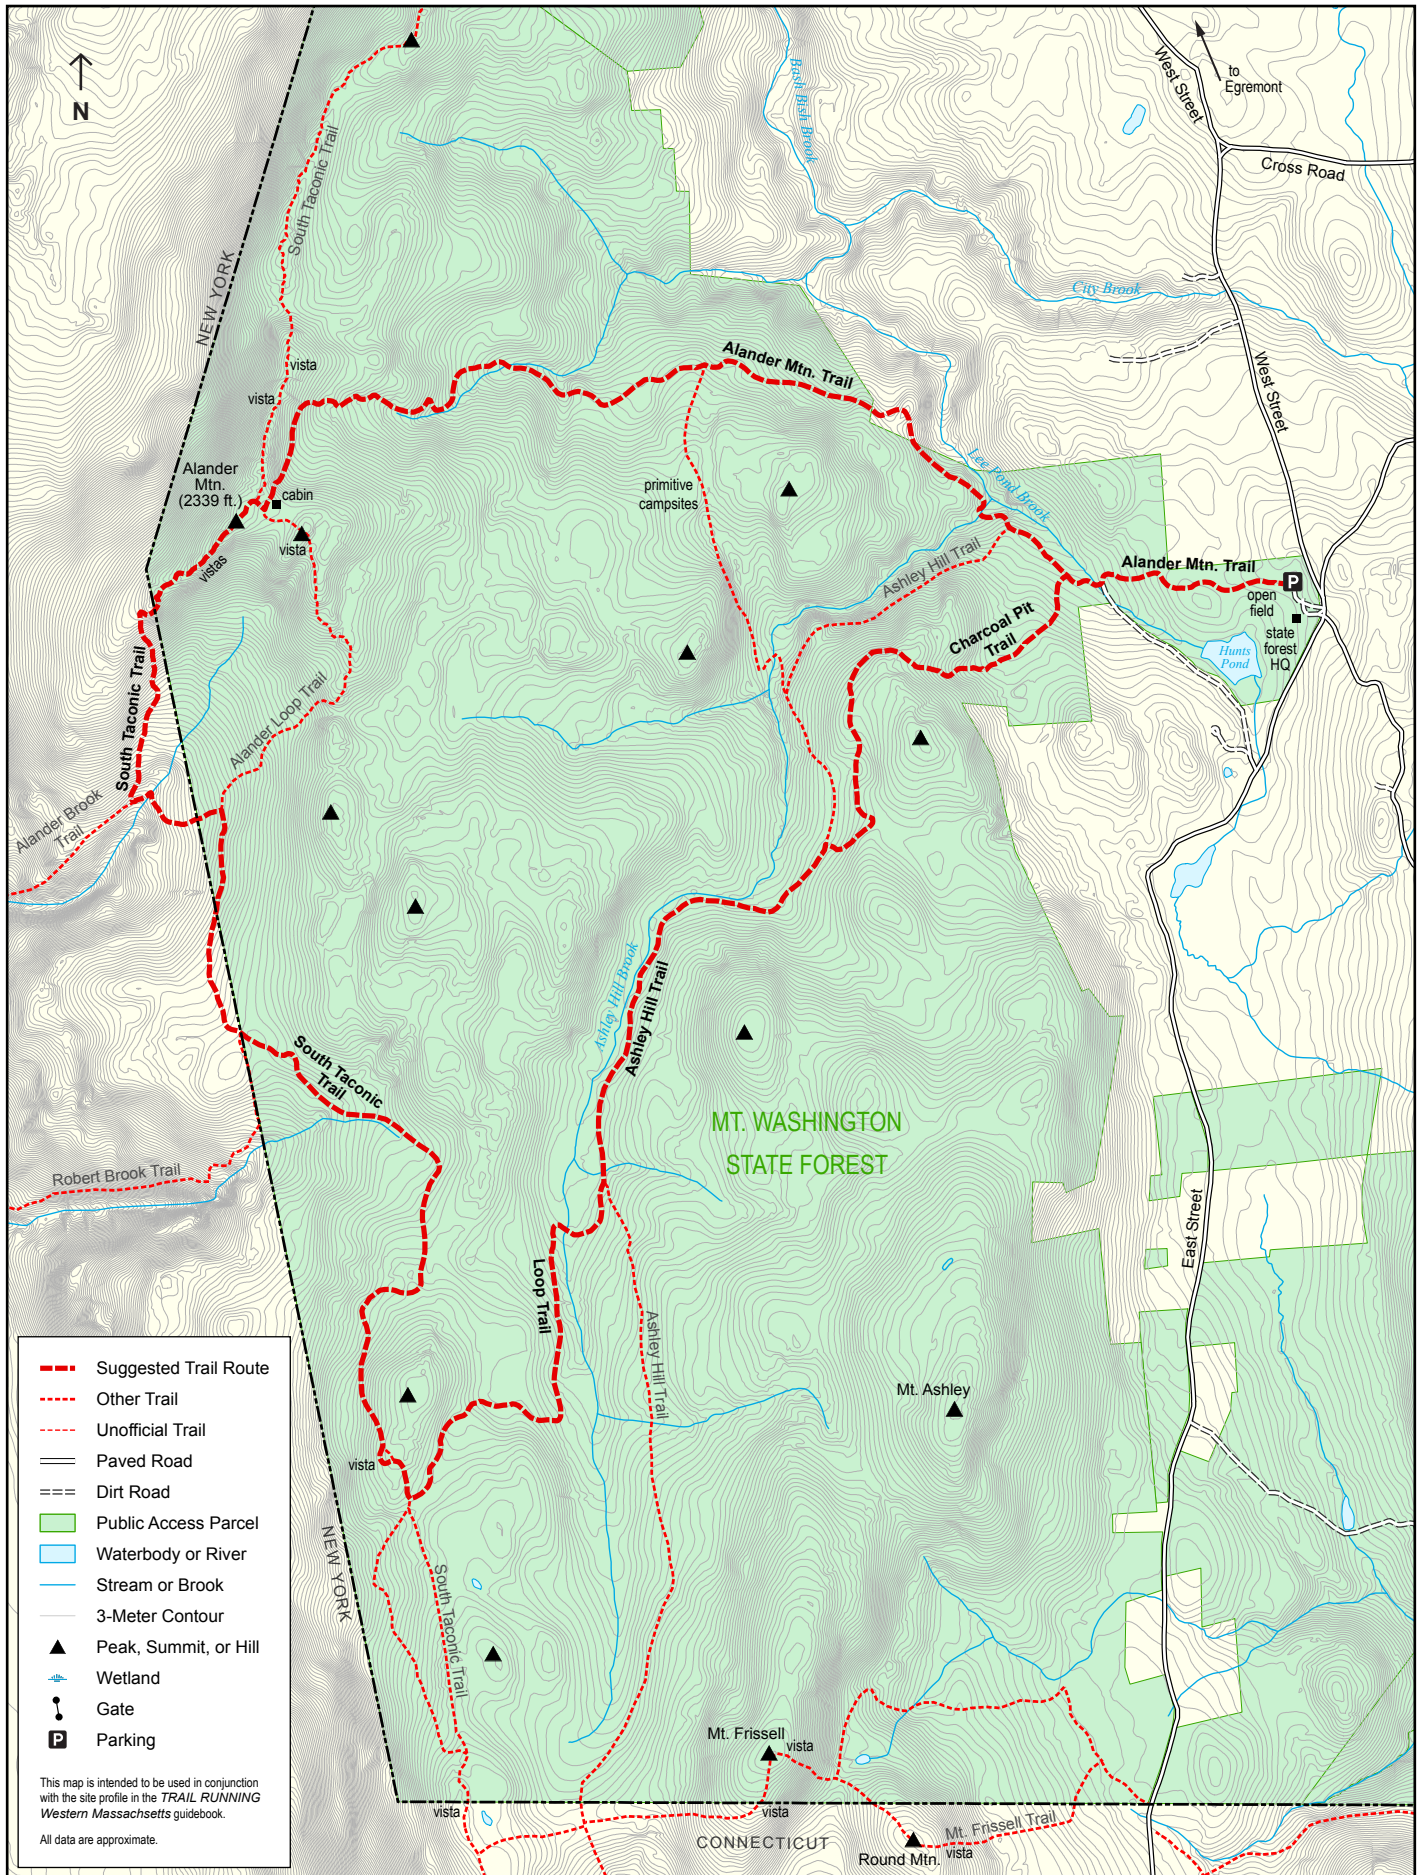 N
to
Egremont
West Street
Cross Road
Bash Bish Brook
South Taconic Trail
NEW YORK
City Brook
West Street
vista
vista
Alander Mtn. Trail
Alander
Mtn.
(2339 ft.)
cabin
primitive
campsites
Lee Pond Brook
vista
vistas
Ashley Hill Trail
Alander Mtn. Trail
P
open
field
state
forest
HQ
Hunts
Pond
Charcoal Pit
Trail
South Taconic Trail
Alander Loop Trail
Alander Brook
Trail
Ashley Hill Brook
Ashley Hill Trail
South Taconic
Trail
MT. WASHINGTON
STATE FOREST
Robert Brook Trail
East Street
Loop Trail
Ashley Hill Trail
Mt. Ashley
vista
NEW YORK
South Taconic Trail
Mt. Frissell
vista
vista
vista
CONNECTICUT
Mt. Frissell Trail
Round Mtn.
vista
Suggested Trail Route
Other Trail
Unofficial Trail
Paved Road
Dirt Road
Public Access Parcel
Waterbody or River
Stream or Brook
3-Meter Contour
Peak, Summit, or Hill
Wetland
Gate
P Parking
This map is intended to be used in conjunction
with the site profile in the TRAIL RUNNING
Western Massachsetts guidebook.
All data are approximate.